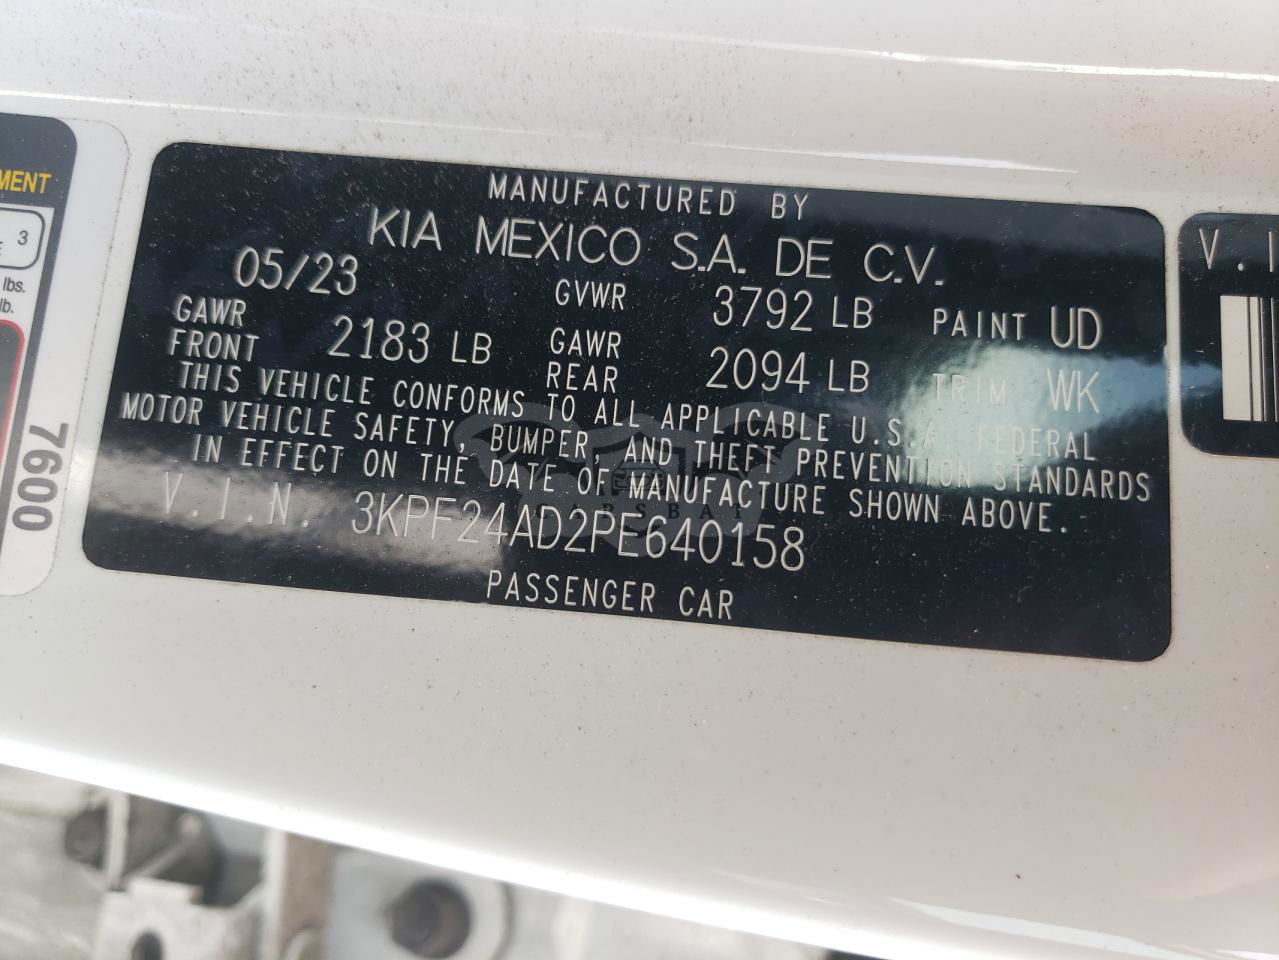 MENT
3
lbs.
lb.
7600
MANUFACTURED BY
KIA MEXICO S.A. DE C.V.
05/23 GVWR 3792 LB PAINT UD
GAWR FRONT 2183 LB GAWR REAR 2094 LB TRIM WK
THIS VEHICLE CONFORMS TO ALL APPLICABLE U.S.A. FEDERAL
MOTOR VEHICLE SAFETY, BUMPER, AND THEFT PREVENTION STANDARDS
IN EFFECT ON THE DATE OF MANUFACTURE SHOWN ABOVE.
V.I.N. 3KPF24AD2PE640158
PASSENGER CAR
CARSBAT
V.I